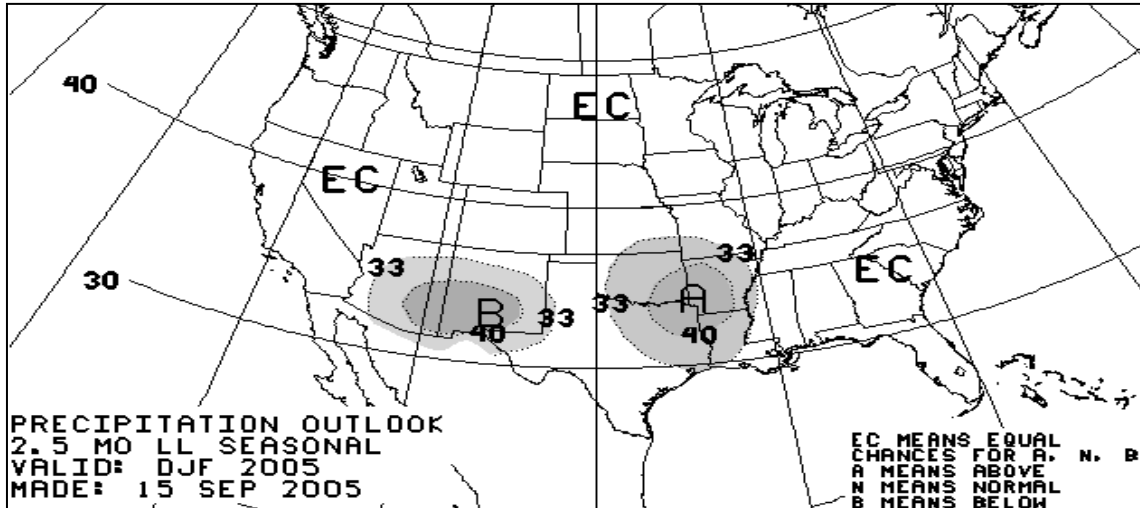 EC
40
EC
33
33
EC
30
33
A
B
33
40
40
PRECIPITATION OUTLOOK
2.5 MO LL SEASONAL
VALID: DJF 2005
MADE: 15 SEP 2005
EC MEANS EQUAL
CHANCES FOR A, N, B
A MEANS ABOVE
N MEANS NORMAL
B MEANS BELOW